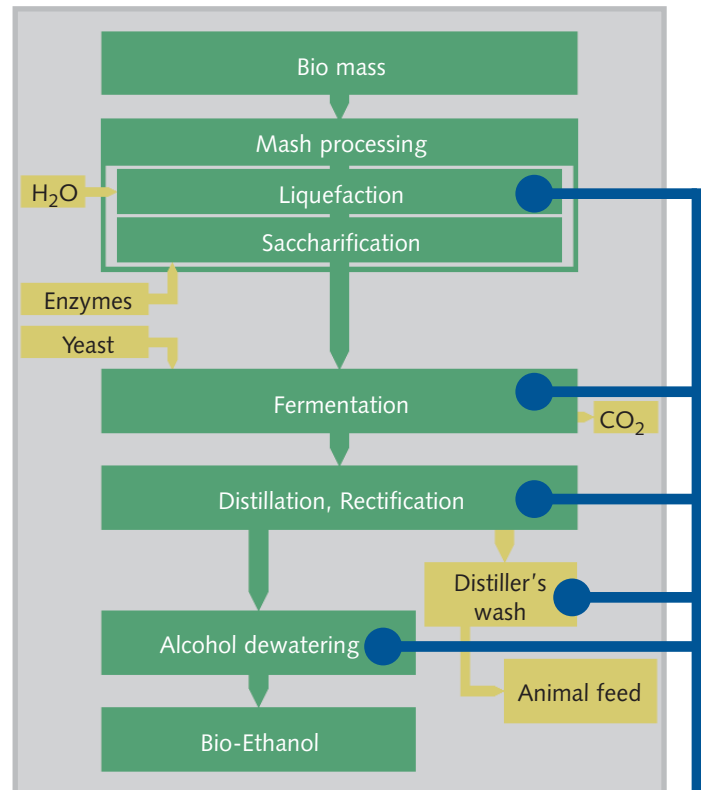 Bio mass
Mash processing
H₂O
Liquefaction
Saccharification
Enzymes
Yeast
Fermentation
CO₂
Distillation, Rectification
Distiller's
wash
Alcohol dewatering
Animal feed
Bio-Ethanol